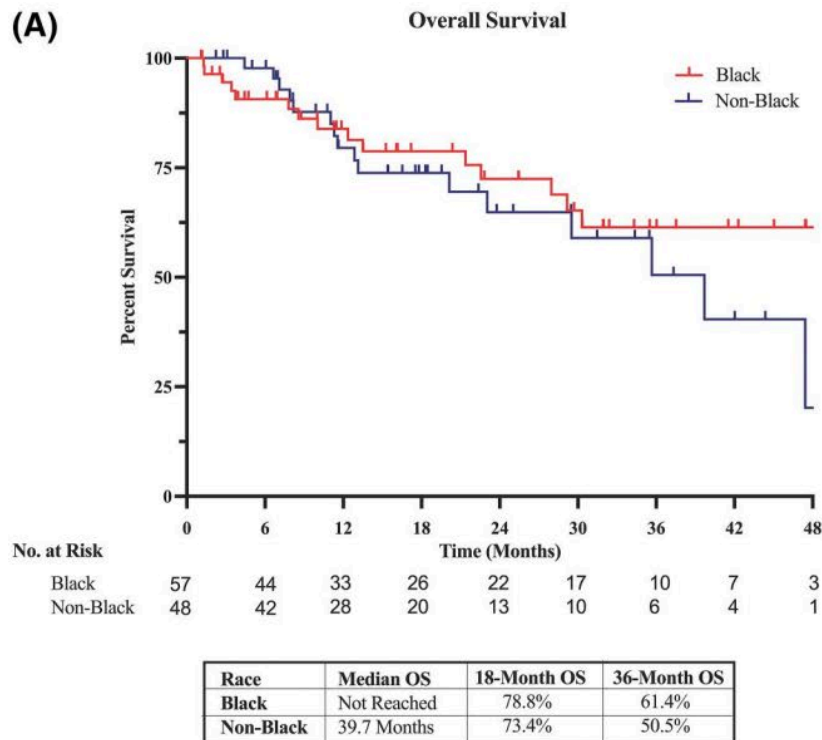 (A)
Overall Survival
Black
Non-Black
Percent Survival
100
75
50
25
0
0 6 12 18 24 30 36 42 48
Time (Months)
No. at Risk
Black 57 44 33 26 22 17 10 7 3
Non-Black 48 42 28 20 13 10 6 4 1
Race Median OS 18-Month OS 36-Month OS
Black Not Reached 78.8% 61.4%
Non-Black 39.7 Months 73.4% 50.5%